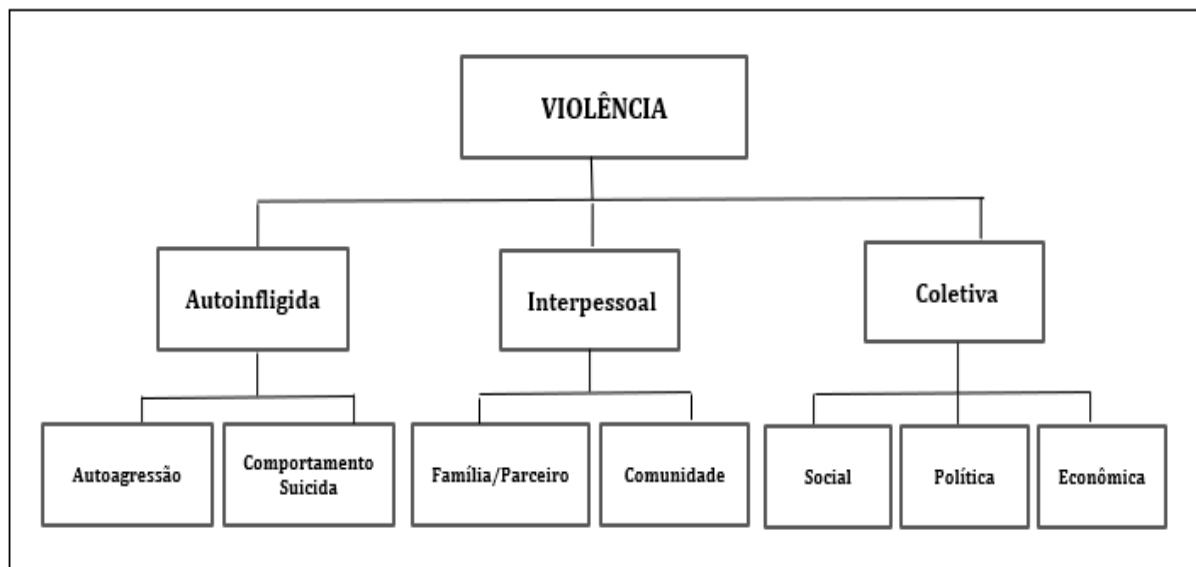 VIOLÊNCIA
Autoinfligida
Interpessoal
Coletiva
Autoagressão
Comportamento
Suicida
Família/Parceiro
Comunidade
Social
Política
Econômica